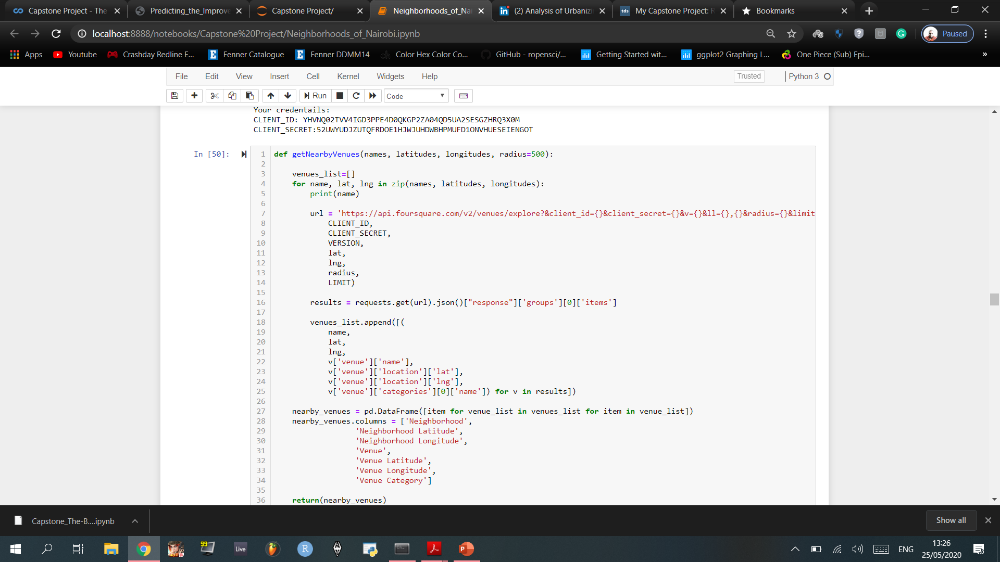 Capstone Project - The
Predicting_the_Improve
Capstone Project/
Neighborhoods_of_Nai
(2) Analysis of Urbanizi
tds
My Capstone Project: R
Bookmarks
localhost:8888/notebooks/Capstone%20Project/Neighborhoods_of_Nairobi.ipynb
Paused
Apps
Youtube
Crashday Redline E...
Fenner Catalogue
Fenner DDMM14
Color Hex Color Co...
GitHub - ropensci/...
Getting Started wit...
ggplot2 Graphing L...
One Piece (Sub) Epi...
»
File
Edit
View
Insert
Cell
Kernel
Widgets
Help
Trusted
Python 3
Run
Code
Your credentails:
CLIENT_ID: YHVNQ02TVV4IGD3PPE4D0QKGP2ZA04QD5UA2SESGZHRQ3X0M
CLIENT_SECRET:52UWYUDJZUTQFRDOE1HJWJUHDWBHPMUFD1ONVHUESEIENGOT
In [50]:
1 def getNearbyVenues(names, latitudes, longitudes, radius=500):
2
3     venues_list=[]
4     for name, lat, lng in zip(names, latitudes, longitudes):
5         print(name)
6
7         url = 'https://api.foursquare.com/v2/venues/explore?&client_id={}&client_secret={}&v={}&ll={},{}&radius={}&limit
8             CLIENT_ID,
9             CLIENT_SECRET,
10             VERSION,
11             lat,
12             lng,
13             radius,
14             LIMIT)
15
16         results = requests.get(url).json()["response"]['groups'][0]['items']
17
18         venues_list.append([(
19             name,
20             lat,
21             lng,
22             v['venue']['name'],
23             v['venue']['location']['lat'],
24             v['venue']['location']['lng'],
25             v['venue']['categories'][0]['name']) for v in results])
26
27     nearby_venues = pd.DataFrame([item for venue_list in venues_list for item in venue_list])
28     nearby_venues.columns = ['Neighborhood',
29                   'Neighborhood Latitude',
30                   'Neighborhood Longitude',
31                   'Venue',
32                   'Venue Latitude',
33                   'Venue Longitude',
34                   'Venue Category']
35
36     return(nearby_venues)
Capstone_The-B....ipynb
Show all
99
Live
R
P
ENG
13:26
25/05/2020